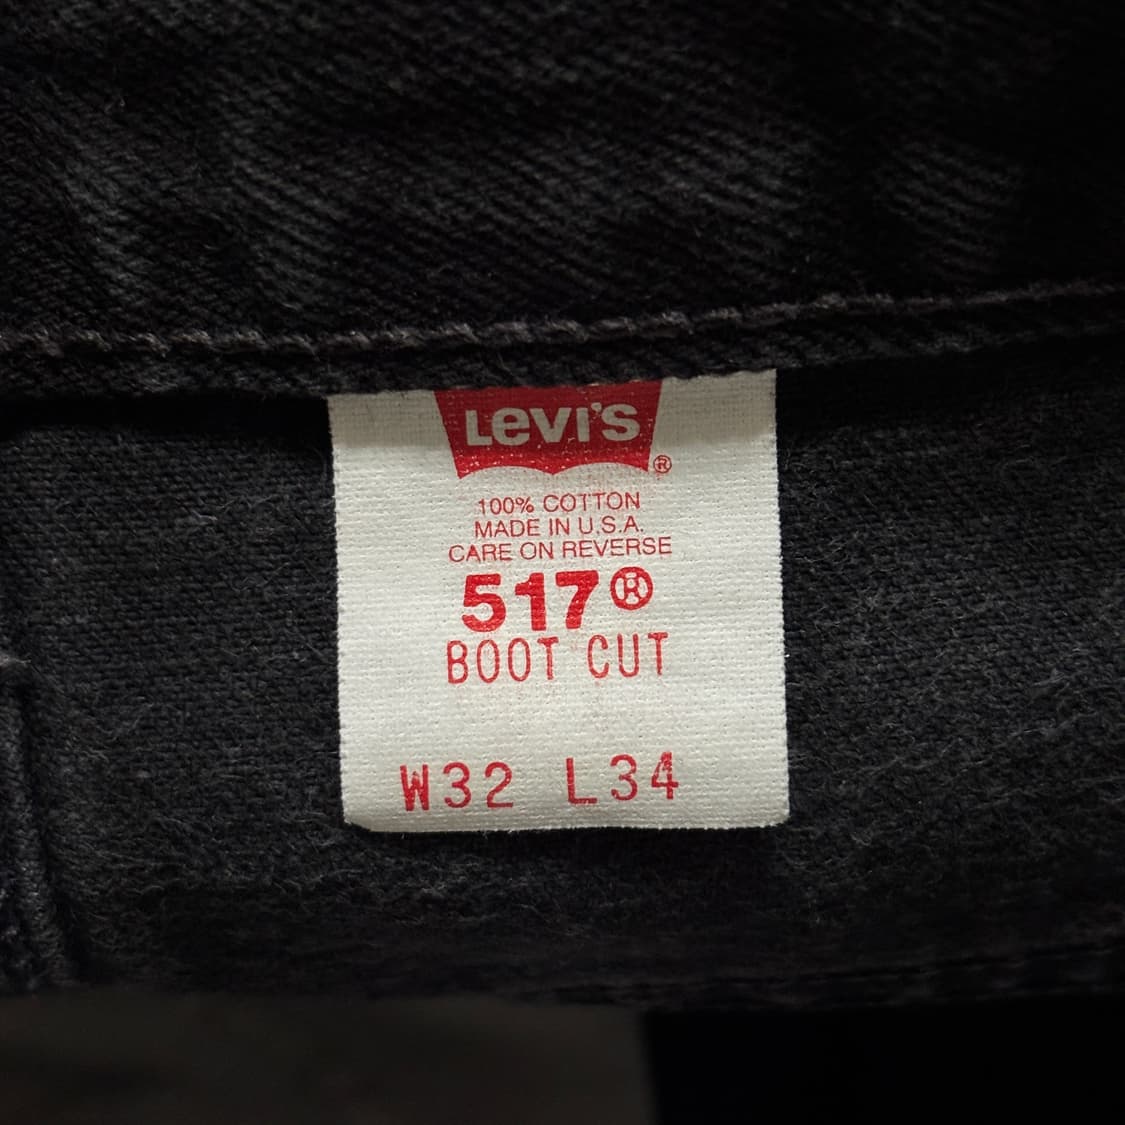 LEVI'S
®
100% COTTON
MADE IN U.S.A.
CARE ON REVERSE
517®
BOOT CUT
W32 L34